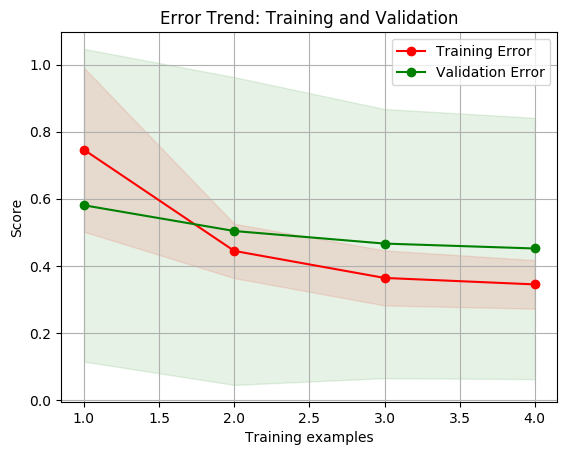 Error Trend: Training and Validation
Training Error
Validation Error
1.0
0.8
0.6
0.4
0.2
0.0
Score
1.0
1.5
2.0
2.5
3.0
3.5
4.0
Training examples